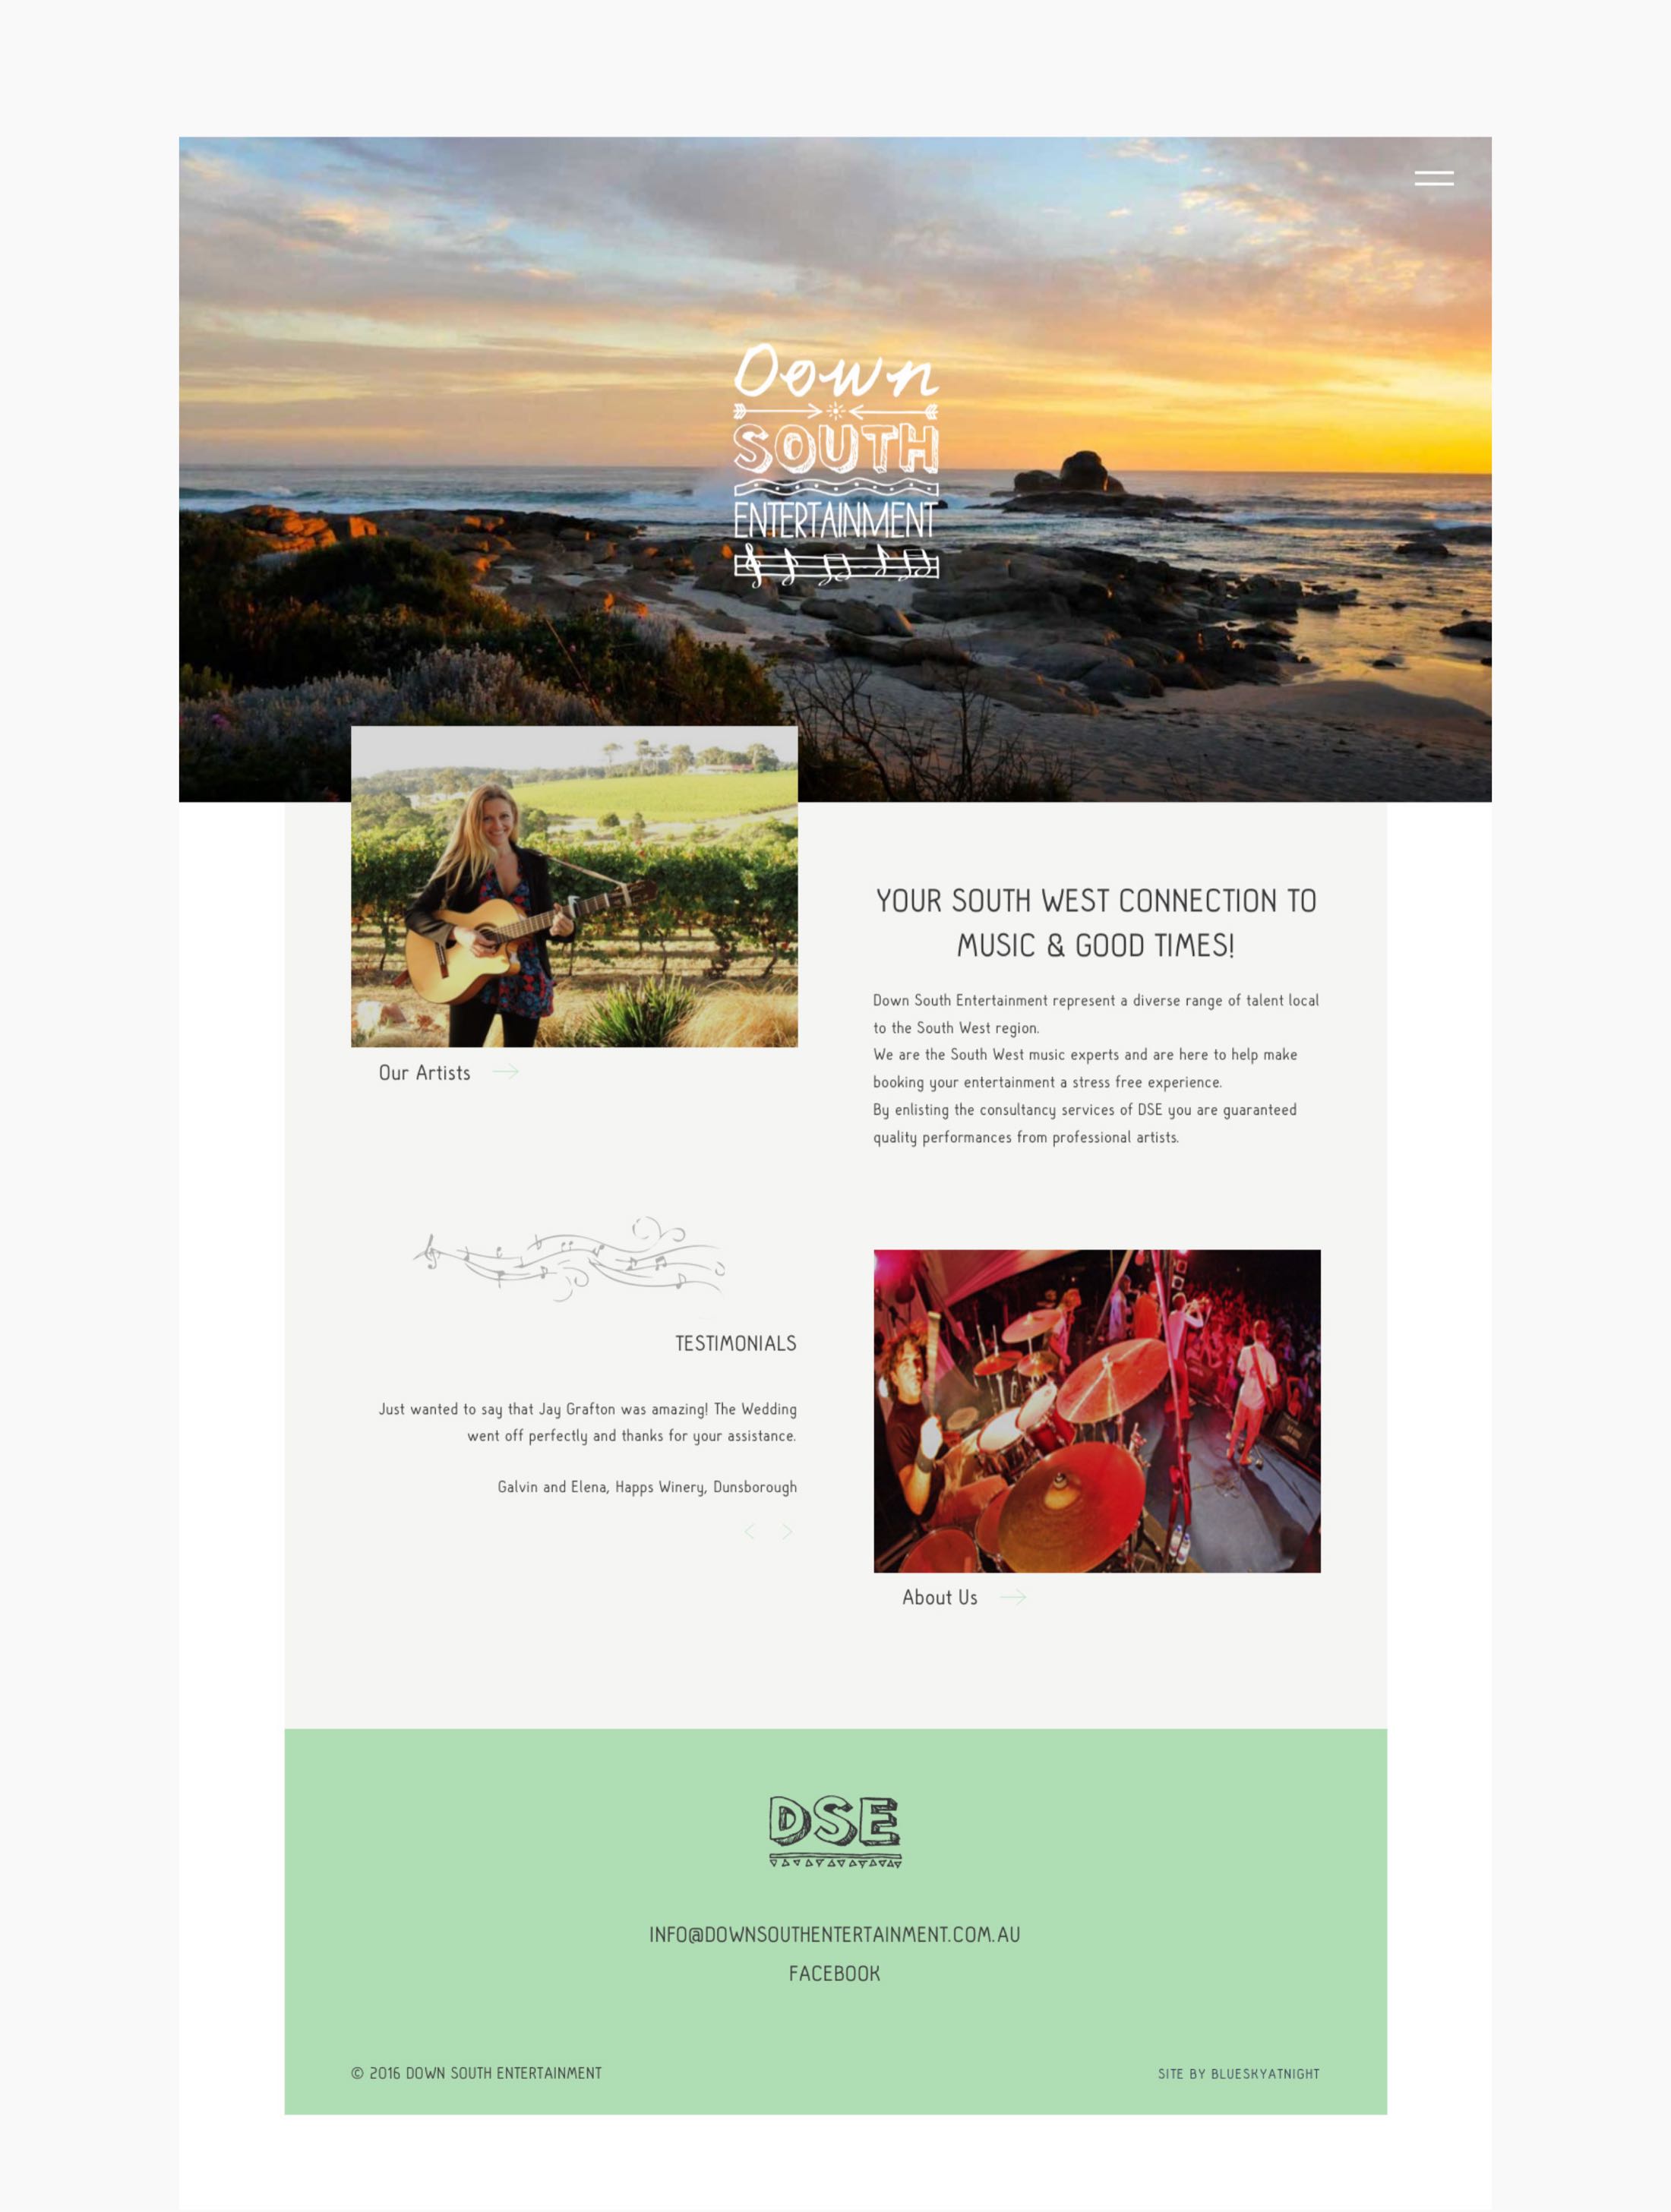 Down
SOUTH
ENTERTAINMENT
YOUR SOUTH WEST CONNECTION TO
MUSIC & GOOD TIMES!
Down South Entertainment represent a diverse range of talent local
to the South West region.
We are the South West music experts and are here to help make
booking your entertainment a stress free experience.
By enlisting the consultancy services of DSE you are guaranteed
quality performances from professional artists.
Our Artists
TESTIMONIALS
Just wanted to say that Jay Grafton was amazing! The Wedding
went off perfectly and thanks for your assistance.
Galvin and Elena, Happs Winery, Dunsborough
About Us
DSE
INFO@DOWNSOUTHENTERTAINMENT.COM.AU
FACEBOOK
© 2016 DOWN SOUTH ENTERTAINMENT
SITE BY BLUESKYATNIGHT